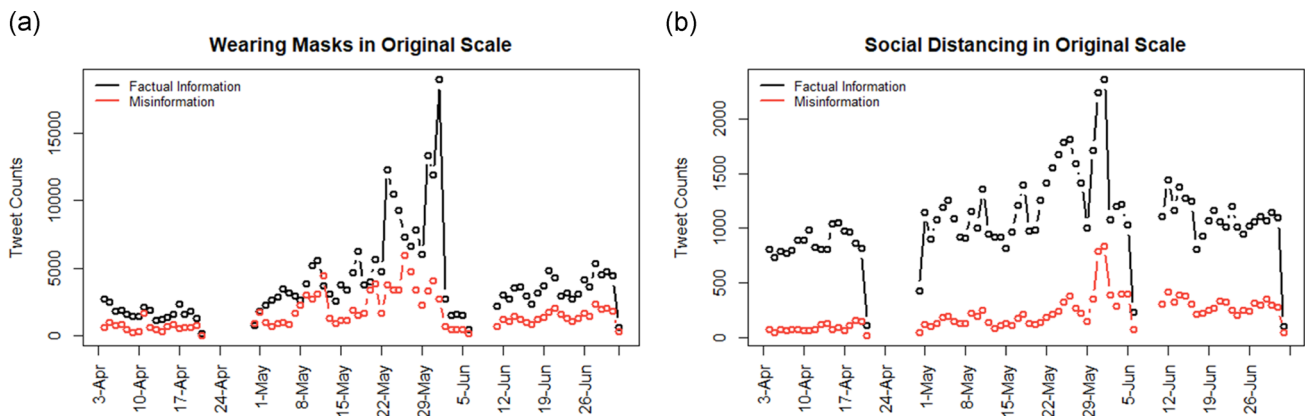 (a)
Wearing Masks in Original Scale
Factual Information
Misinformation
Tweet Counts
15000
10000
5000
0
3-Apr
10-Apr
17-Apr
24-Apr
1-May
8-May
15-May
22-May
29-May
5-Jun
12-Jun
19-Jun
26-Jun
(b)
Social Distancing in Original Scale
Factual Information
Misinformation
Tweet Counts
2000
1500
1000
500
0
3-Apr
10-Apr
17-Apr
24-Apr
1-May
8-May
15-May
22-May
29-May
5-Jun
12-Jun
19-Jun
26-Jun